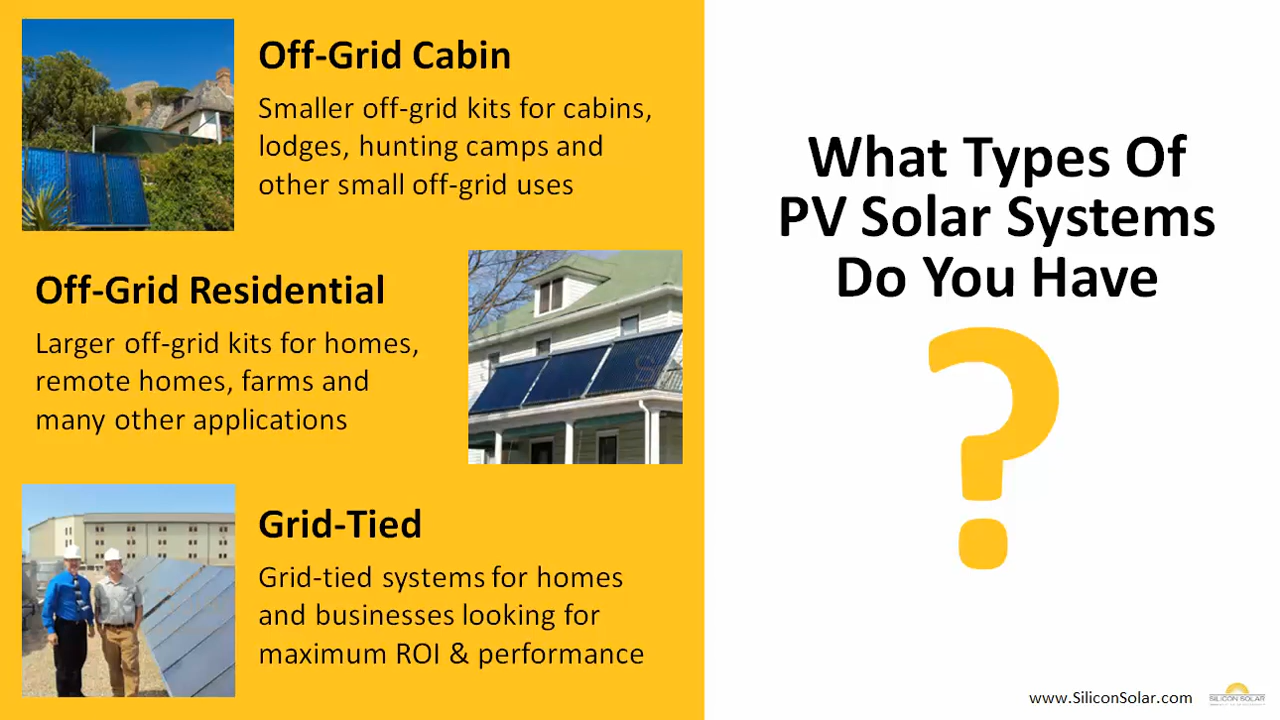 Off-Grid Cabin
Smaller off-grid kits for cabins,
lodges, hunting camps and
other small off-grid uses
Off-Grid Residential
Larger off-grid kits for homes,
remote homes, farms and
many other applications
Grid-Tied
Grid-tied systems for homes
and businesses looking for
maximum ROI & performance
What Types Of
PV Solar Systems
Do You Have
?
www.SiliconSolar.com
SILICON SOLAR